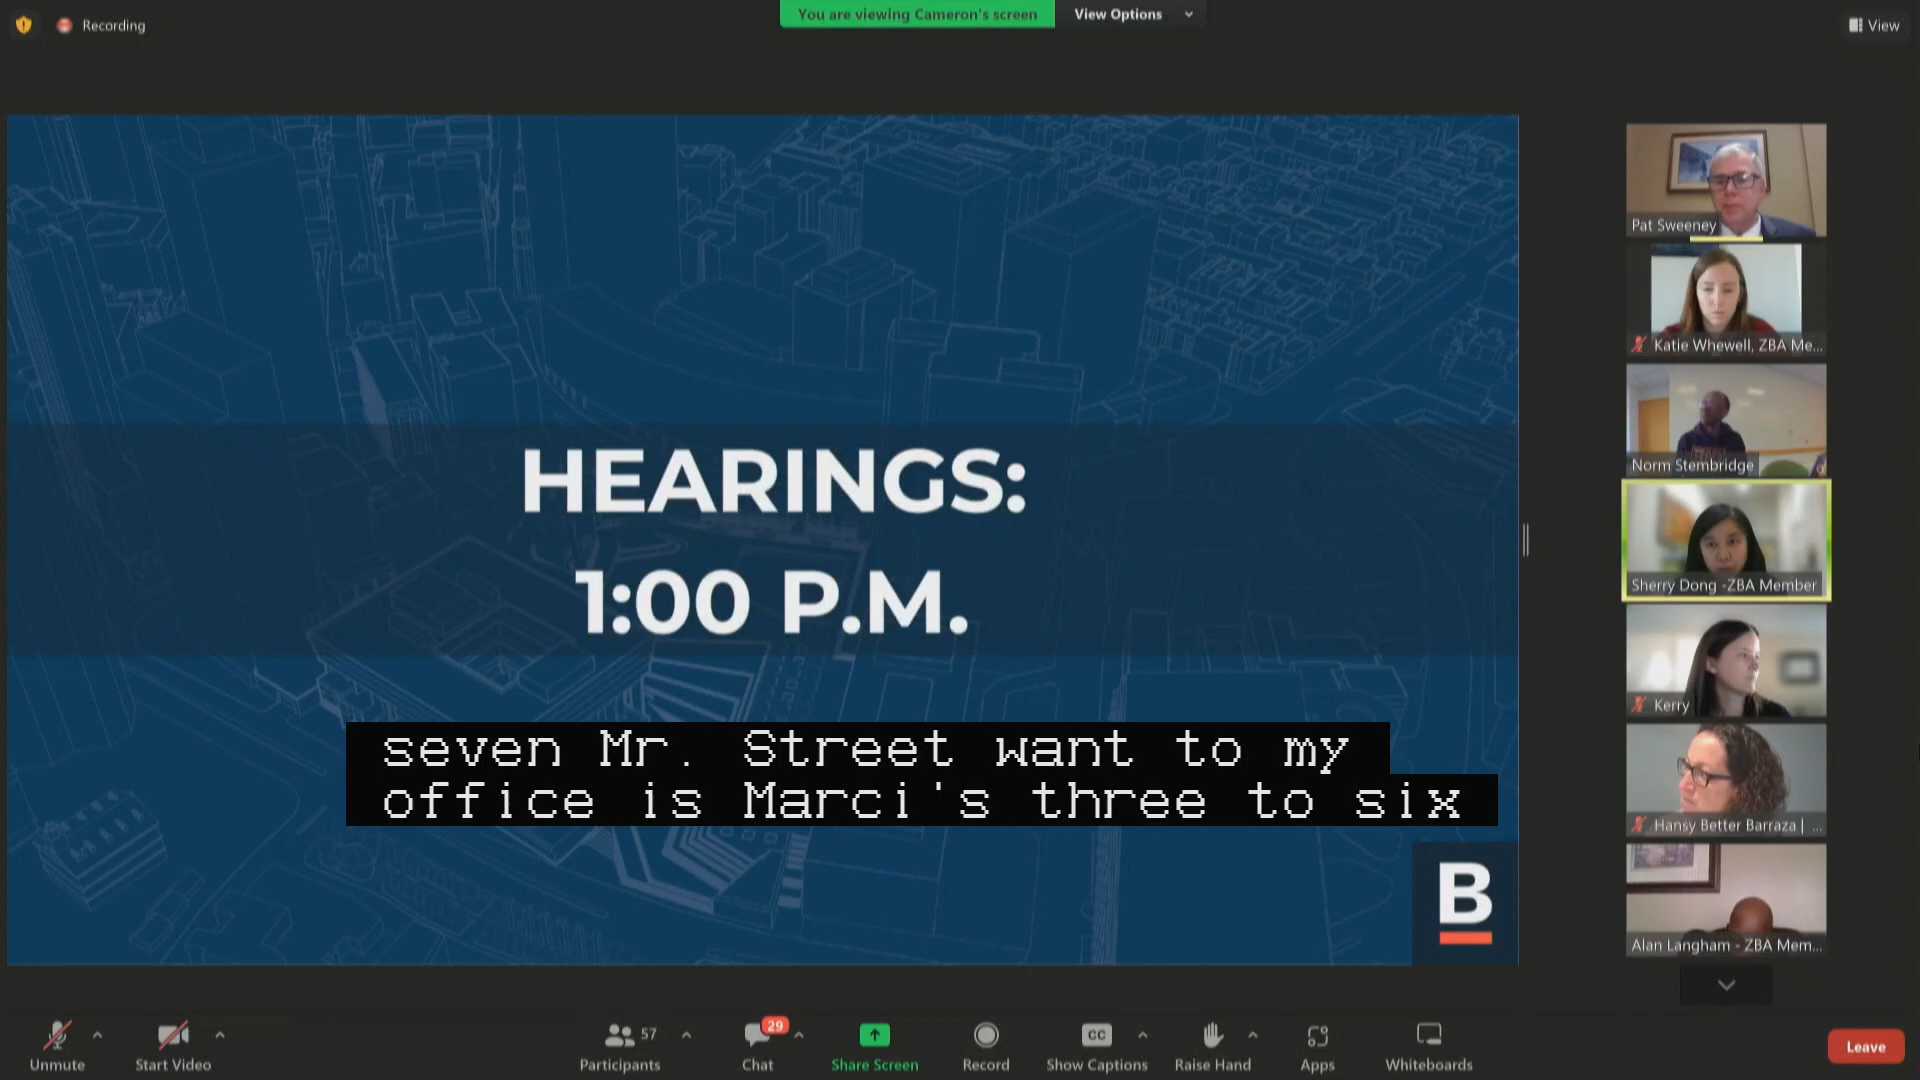 Recording
You are viewing Cameron's screen
View Options
View
HEARINGS:
1:00 P.M.
seven Mr. Street want to my
office is Marci's three to six
B
Pat Sweeney
Katie Whewell, ZBA Me...
Norm Stembridge
Sherry Dong -ZBA Member
Kerry
Hansy Better Barraza | ...
Alan Langham - ZBA Mem...
Unmute
Start Video
57
Participants
29
Chat
Share Screen
Record
CC
Show Captions
Raise Hand
Apps
Whiteboards
Leave